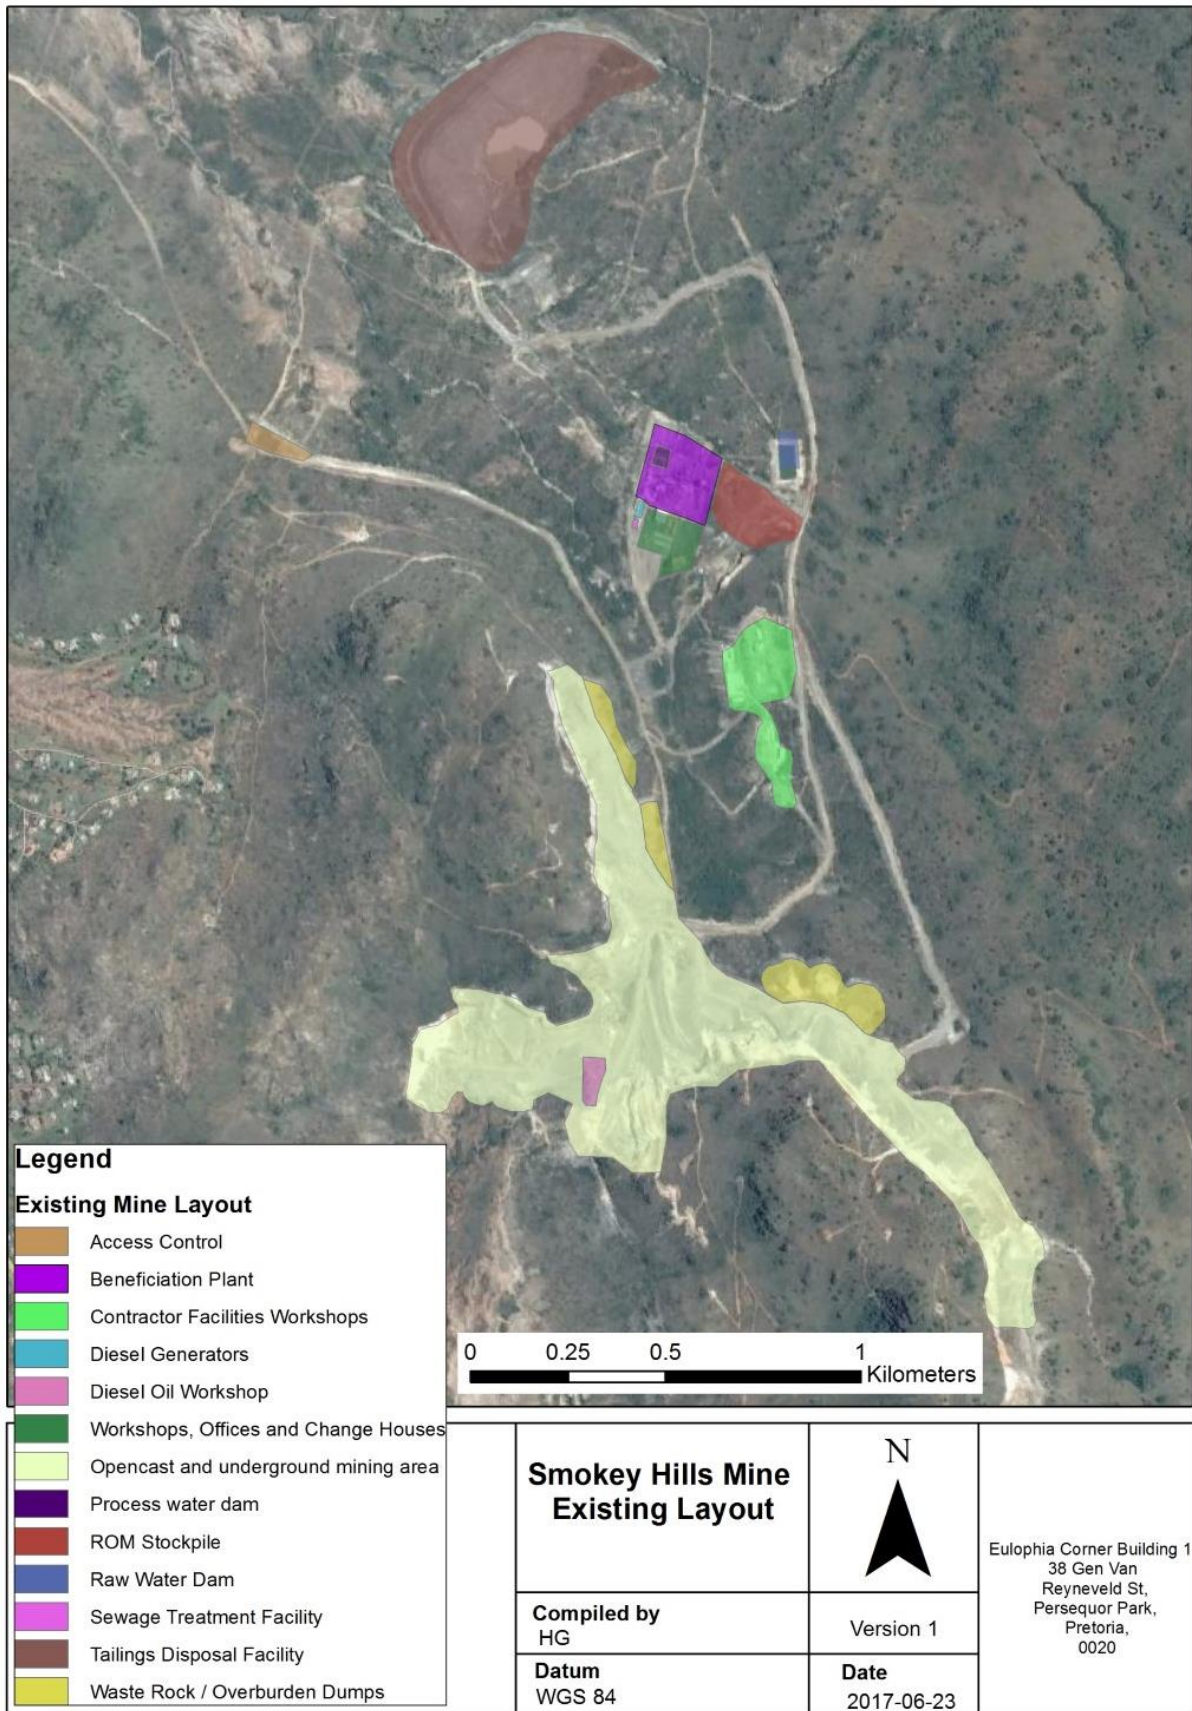 Legend
Existing Mine Layout
Access Control
Beneficiation Plant
Contractor Facilities Workshops
Diesel Generators
Diesel Oil Workshop
Workshops, Offices and Change Houses
Opencast and underground mining area
Process water dam
ROM Stockpile
Raw Water Dam
Sewage Treatment Facility
Tailings Disposal Facility
Waste Rock / Overburden Dumps
0 0.25 0.5 1
Kilometers
Smokey Hills Mine
Existing Layout
Compiled by
HG
Datum
WGS 84
N
Version 1
Date
2017-06-23
Eulophia Corner Building 1
38 Gen Van
Reyneveld St,
Persequor Park,
Pretoria,
0020